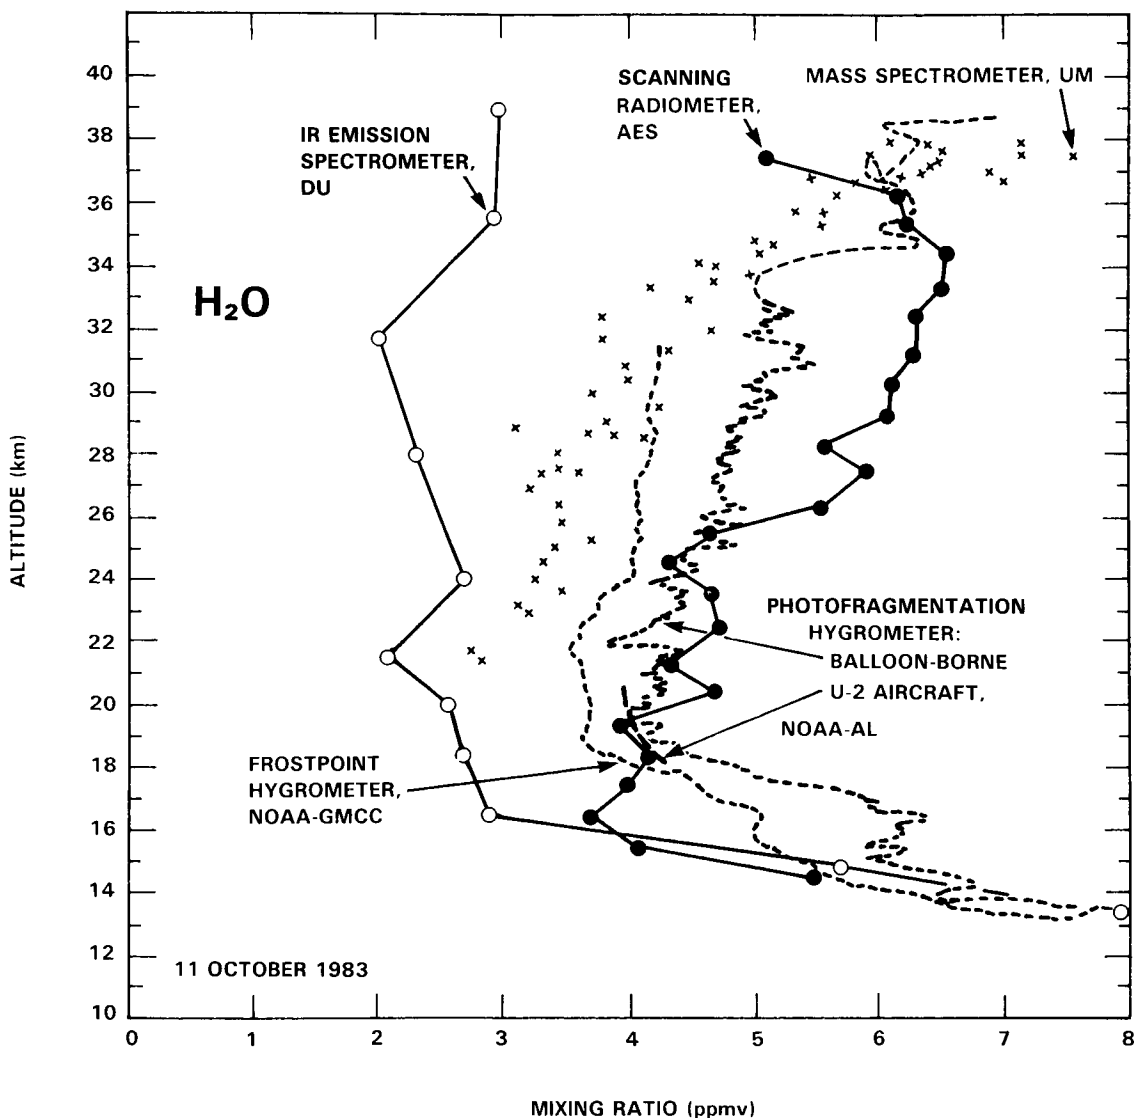 40
38
36
34
32
30
28
26
24
22
20
18
16
14
12
10
ALTITUDE (km)
SCANNING
RADIOMETER,
AES
MASS SPECTROMETER, UM
IR EMISSION
SPECTROMETER,
DU
H₂O
PHOTOFRAGMENTATION
HYGROMETER:
BALLOON-BORNE
U-2 AIRCRAFT,
NOAA-AL
FROSTPOINT
HYGROMETER,
NOAA-GMCC
11 OCTOBER 1983
0 1 2 3 4 5 6 7 8
MIXING RATIO (ppmv)